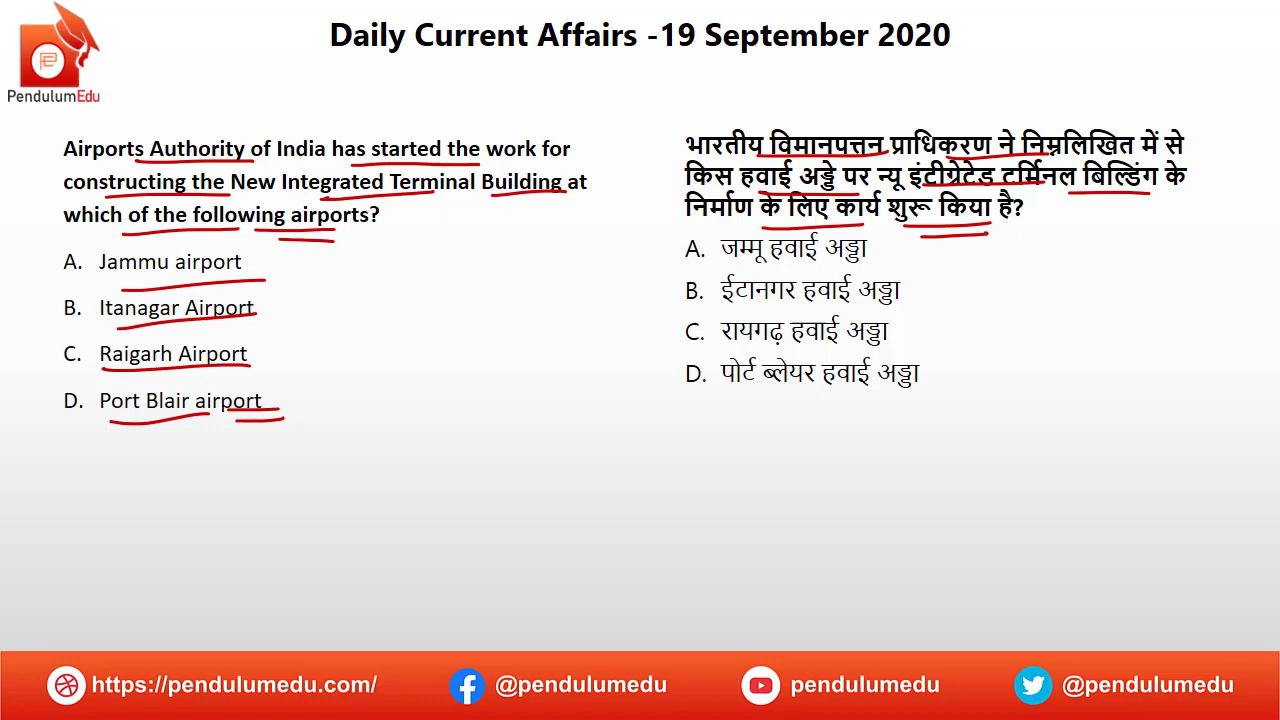 PendulumEdu
Daily Current Affairs -19 September 2020
Airports Authority of India has started the work for
constructing the New Integrated Terminal Building at
which of the following airports?
A. Jammu airport
B. Itanagar Airport
C. Raigarh Airport
D. Port Blair airport
भारतीय विमानपत्तन प्राधिकरण ने निम्नलिखित में से
किस हवाई अड्डे पर न्यू इंटीग्रेटेड टर्मिनल बिल्डिंग के
निर्माण के लिए कार्य शुरू किया है?
A. जम्मू हवाई अड्डा
B. ईटानगर हवाई अड्डा
C. रायगढ़ हवाई अड्डा
D. पोर्ट ब्लेयर हवाई अड्डा
https://pendulumedu.com/ @pendulumedu pendulumedu @pendulumedu